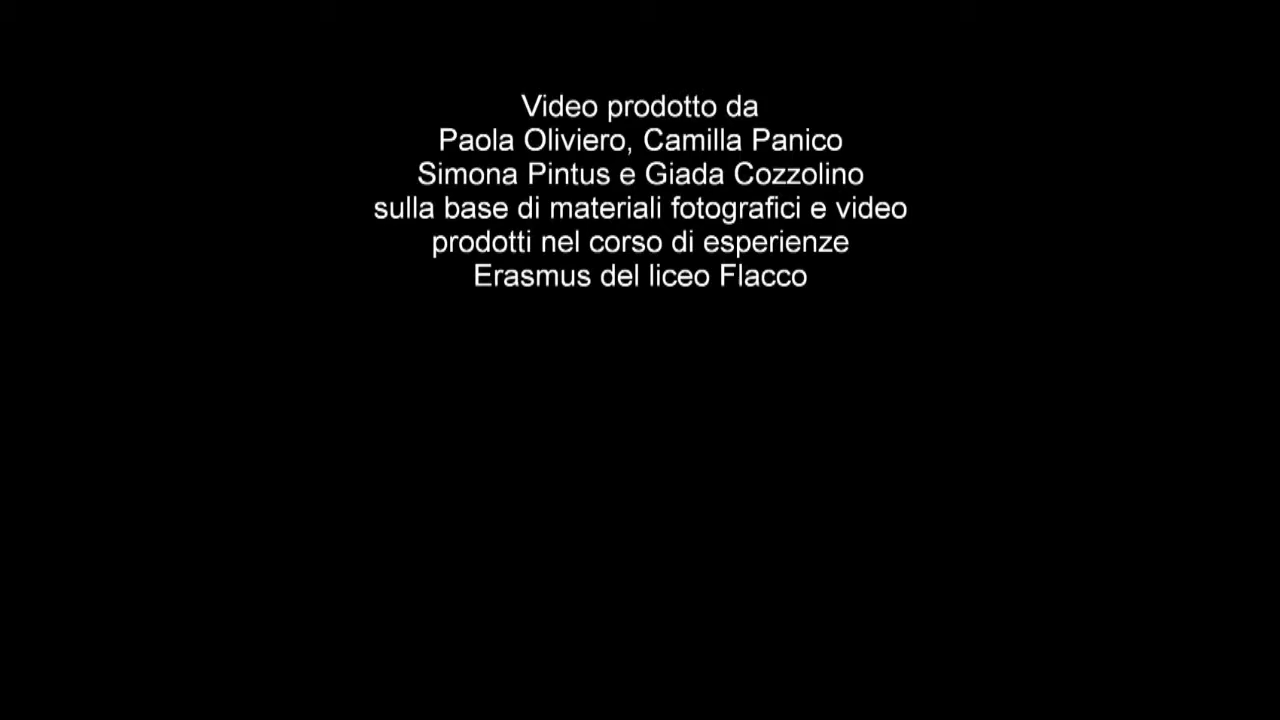 Video prodotto da
Paola Oliviero, Camilla Panico
Simona Pintus e Giada Cozzolino
sulla base di materiali fotografici e video
prodotti nel corso di esperienze
Erasmus del liceo Flacco